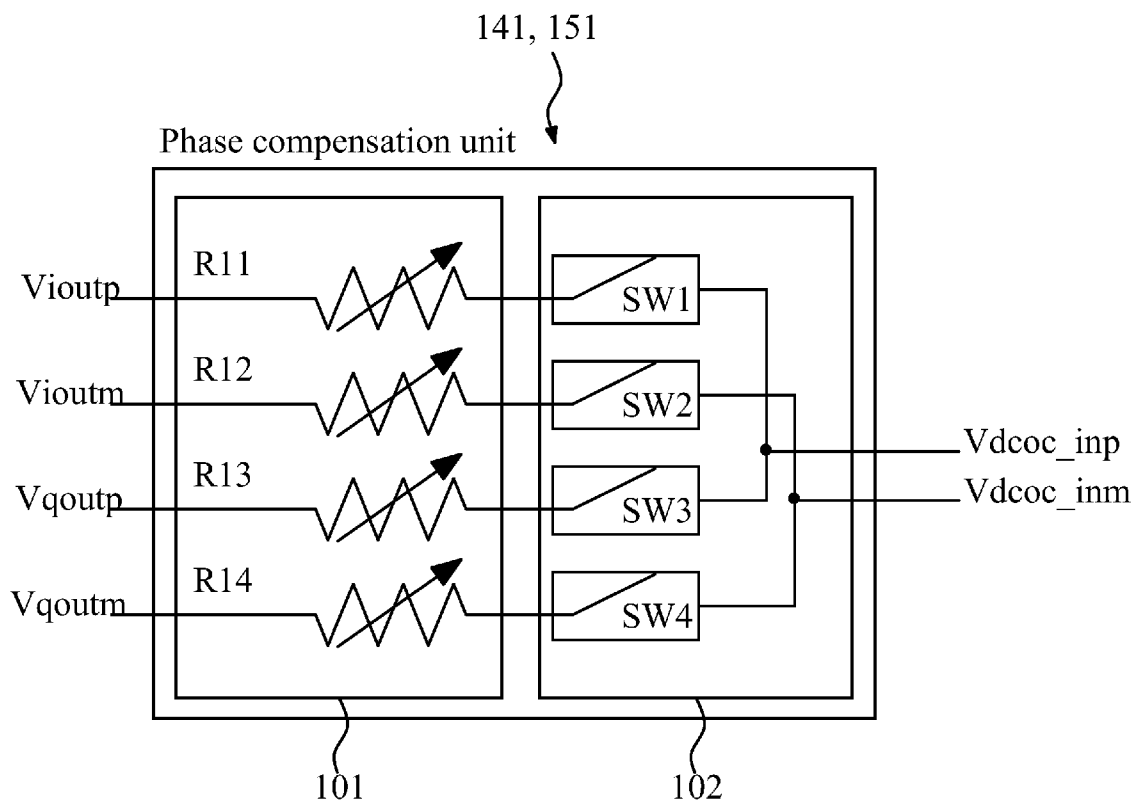 141, 151
Phase compensation unit
Vioutp
R11
SW1
Vioutm
R12
SW2
Vdcoc_inp
Vqoutp
R13
SW3
Vdcoc_inm
Vqoutm
R14
SW4
101
102